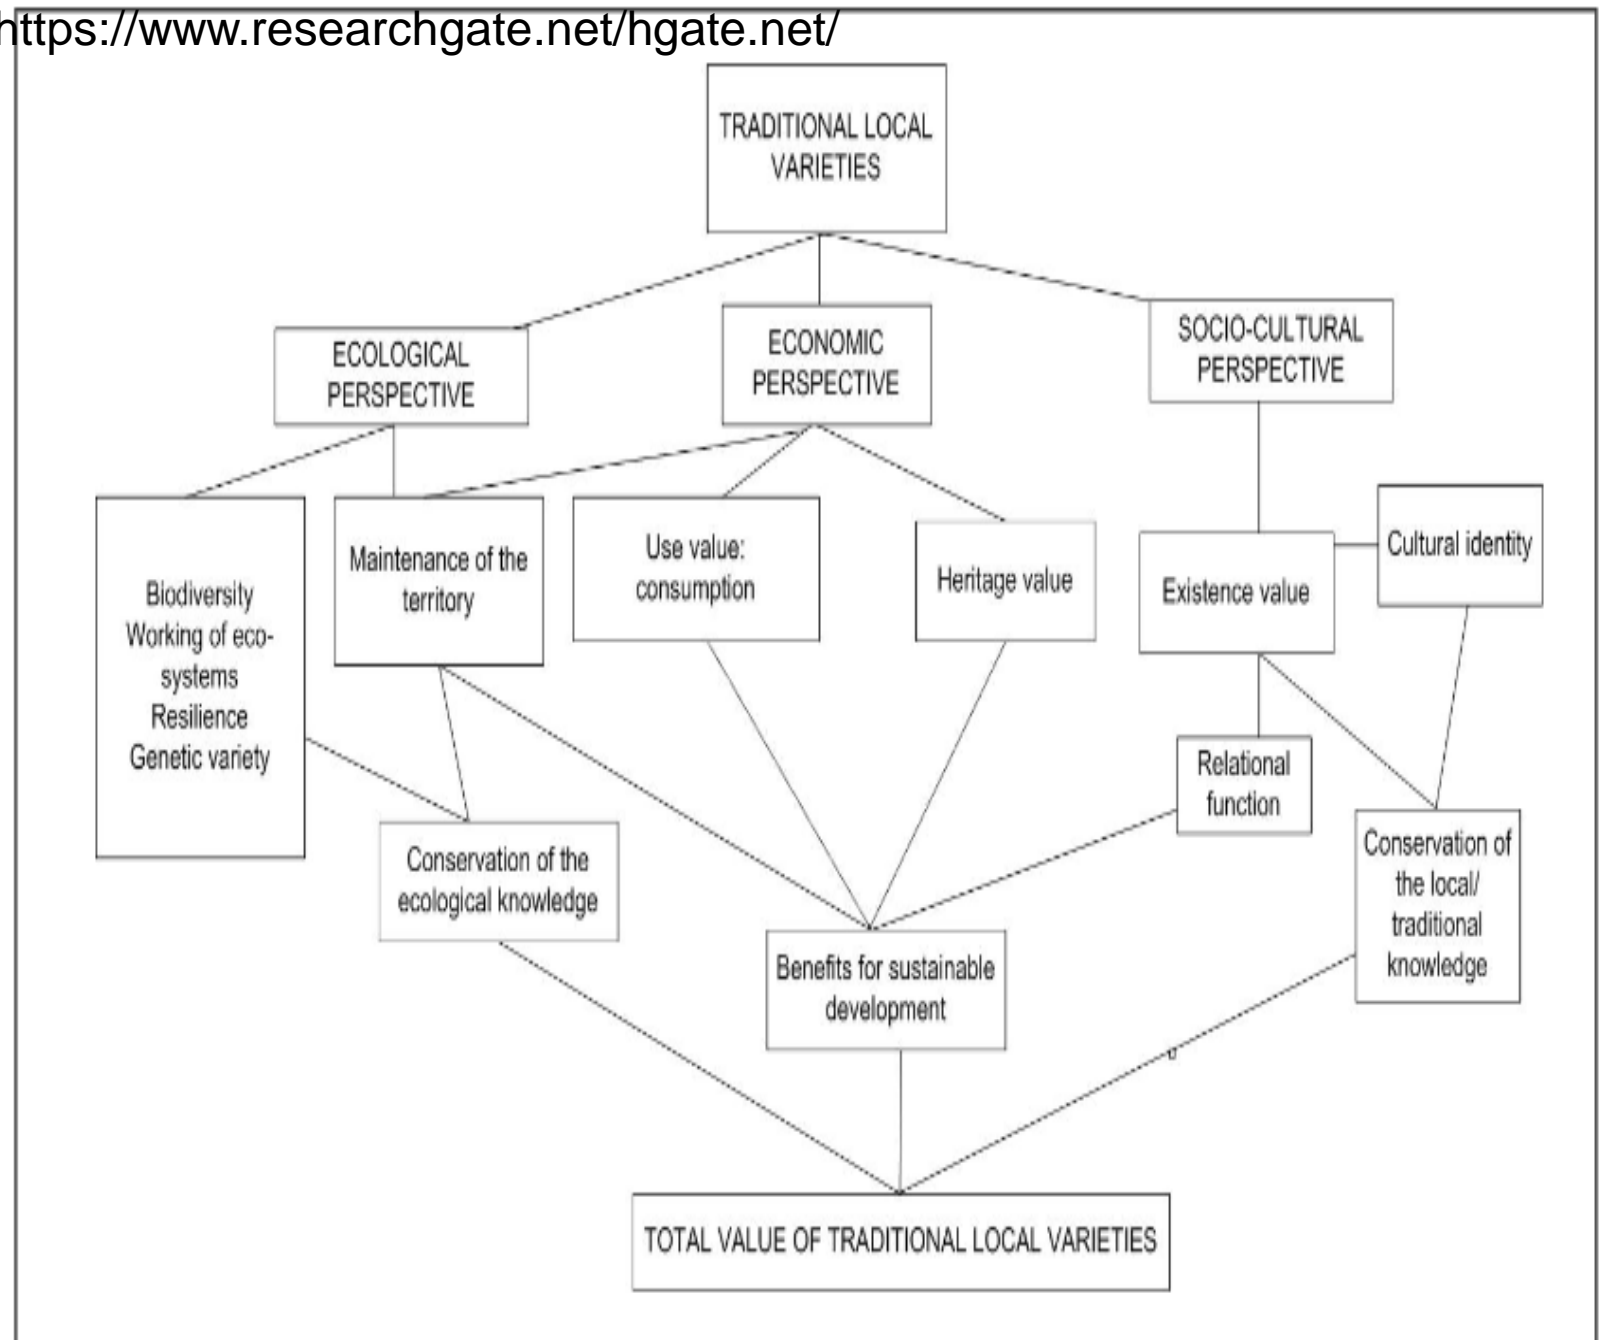 https://www.researchgate.net/hgate.net/
TRADITIONAL LOCAL
VARIETIES
ECOLOGICAL
PERSPECTIVE
ECONOMIC
PERSPECTIVE
SOCIO-CULTURAL
PERSPECTIVE
Biodiversity
Working of eco-
systems
Resilience
Genetic variety
Maintenance of the
territory
Use value:
consumption
Heritage value
Existence value
Cultural identity
Relational
function
Conservation of the
ecological knowledge
Benefits for sustainable
development
Conservation of
the local/
traditional
knowledge
TOTAL VALUE OF TRADITIONAL LOCAL VARIETIES